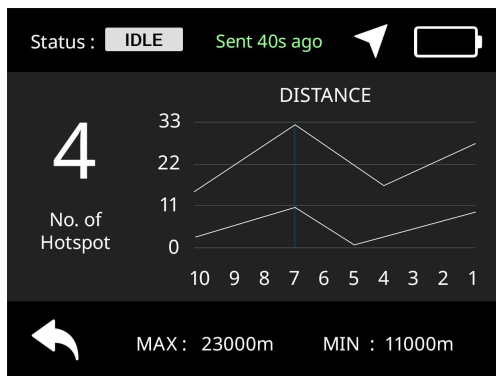 Status : IDLE Sent 40s ago
DISTANCE
4
No. of
Hotspot
33
22
11
0
10 9 8 7 6 5 4 3 2 1
MAX : 23000m MIN : 11000m